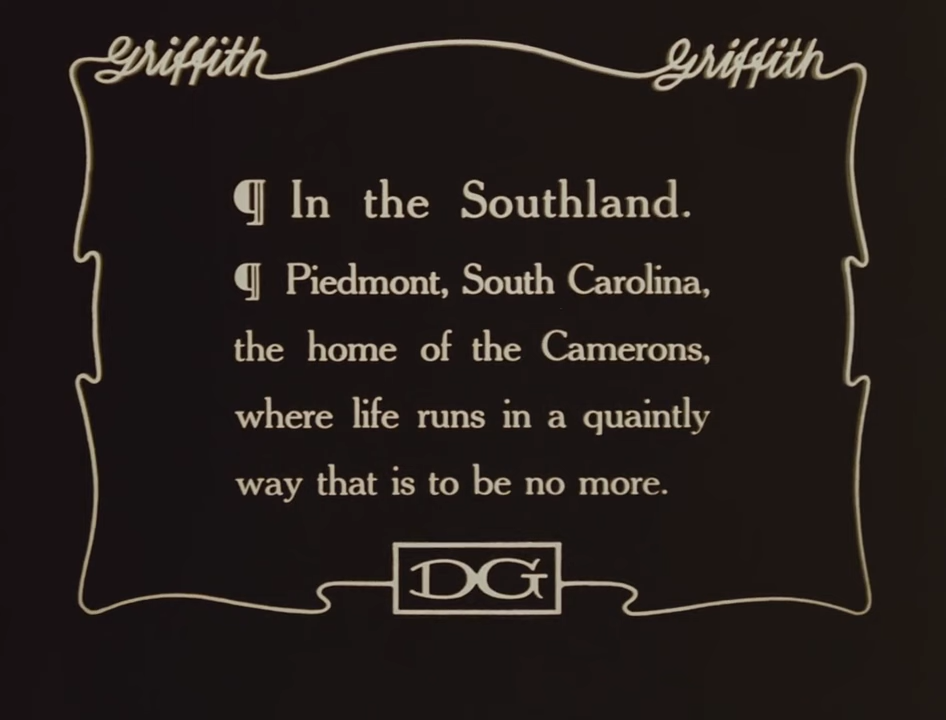 Griffith Griffith
¶ In the Southland.
¶ Piedmont, South Carolina,
the home of the Camerons,
where life runs in a quaintly
way that is to be no more.
DG